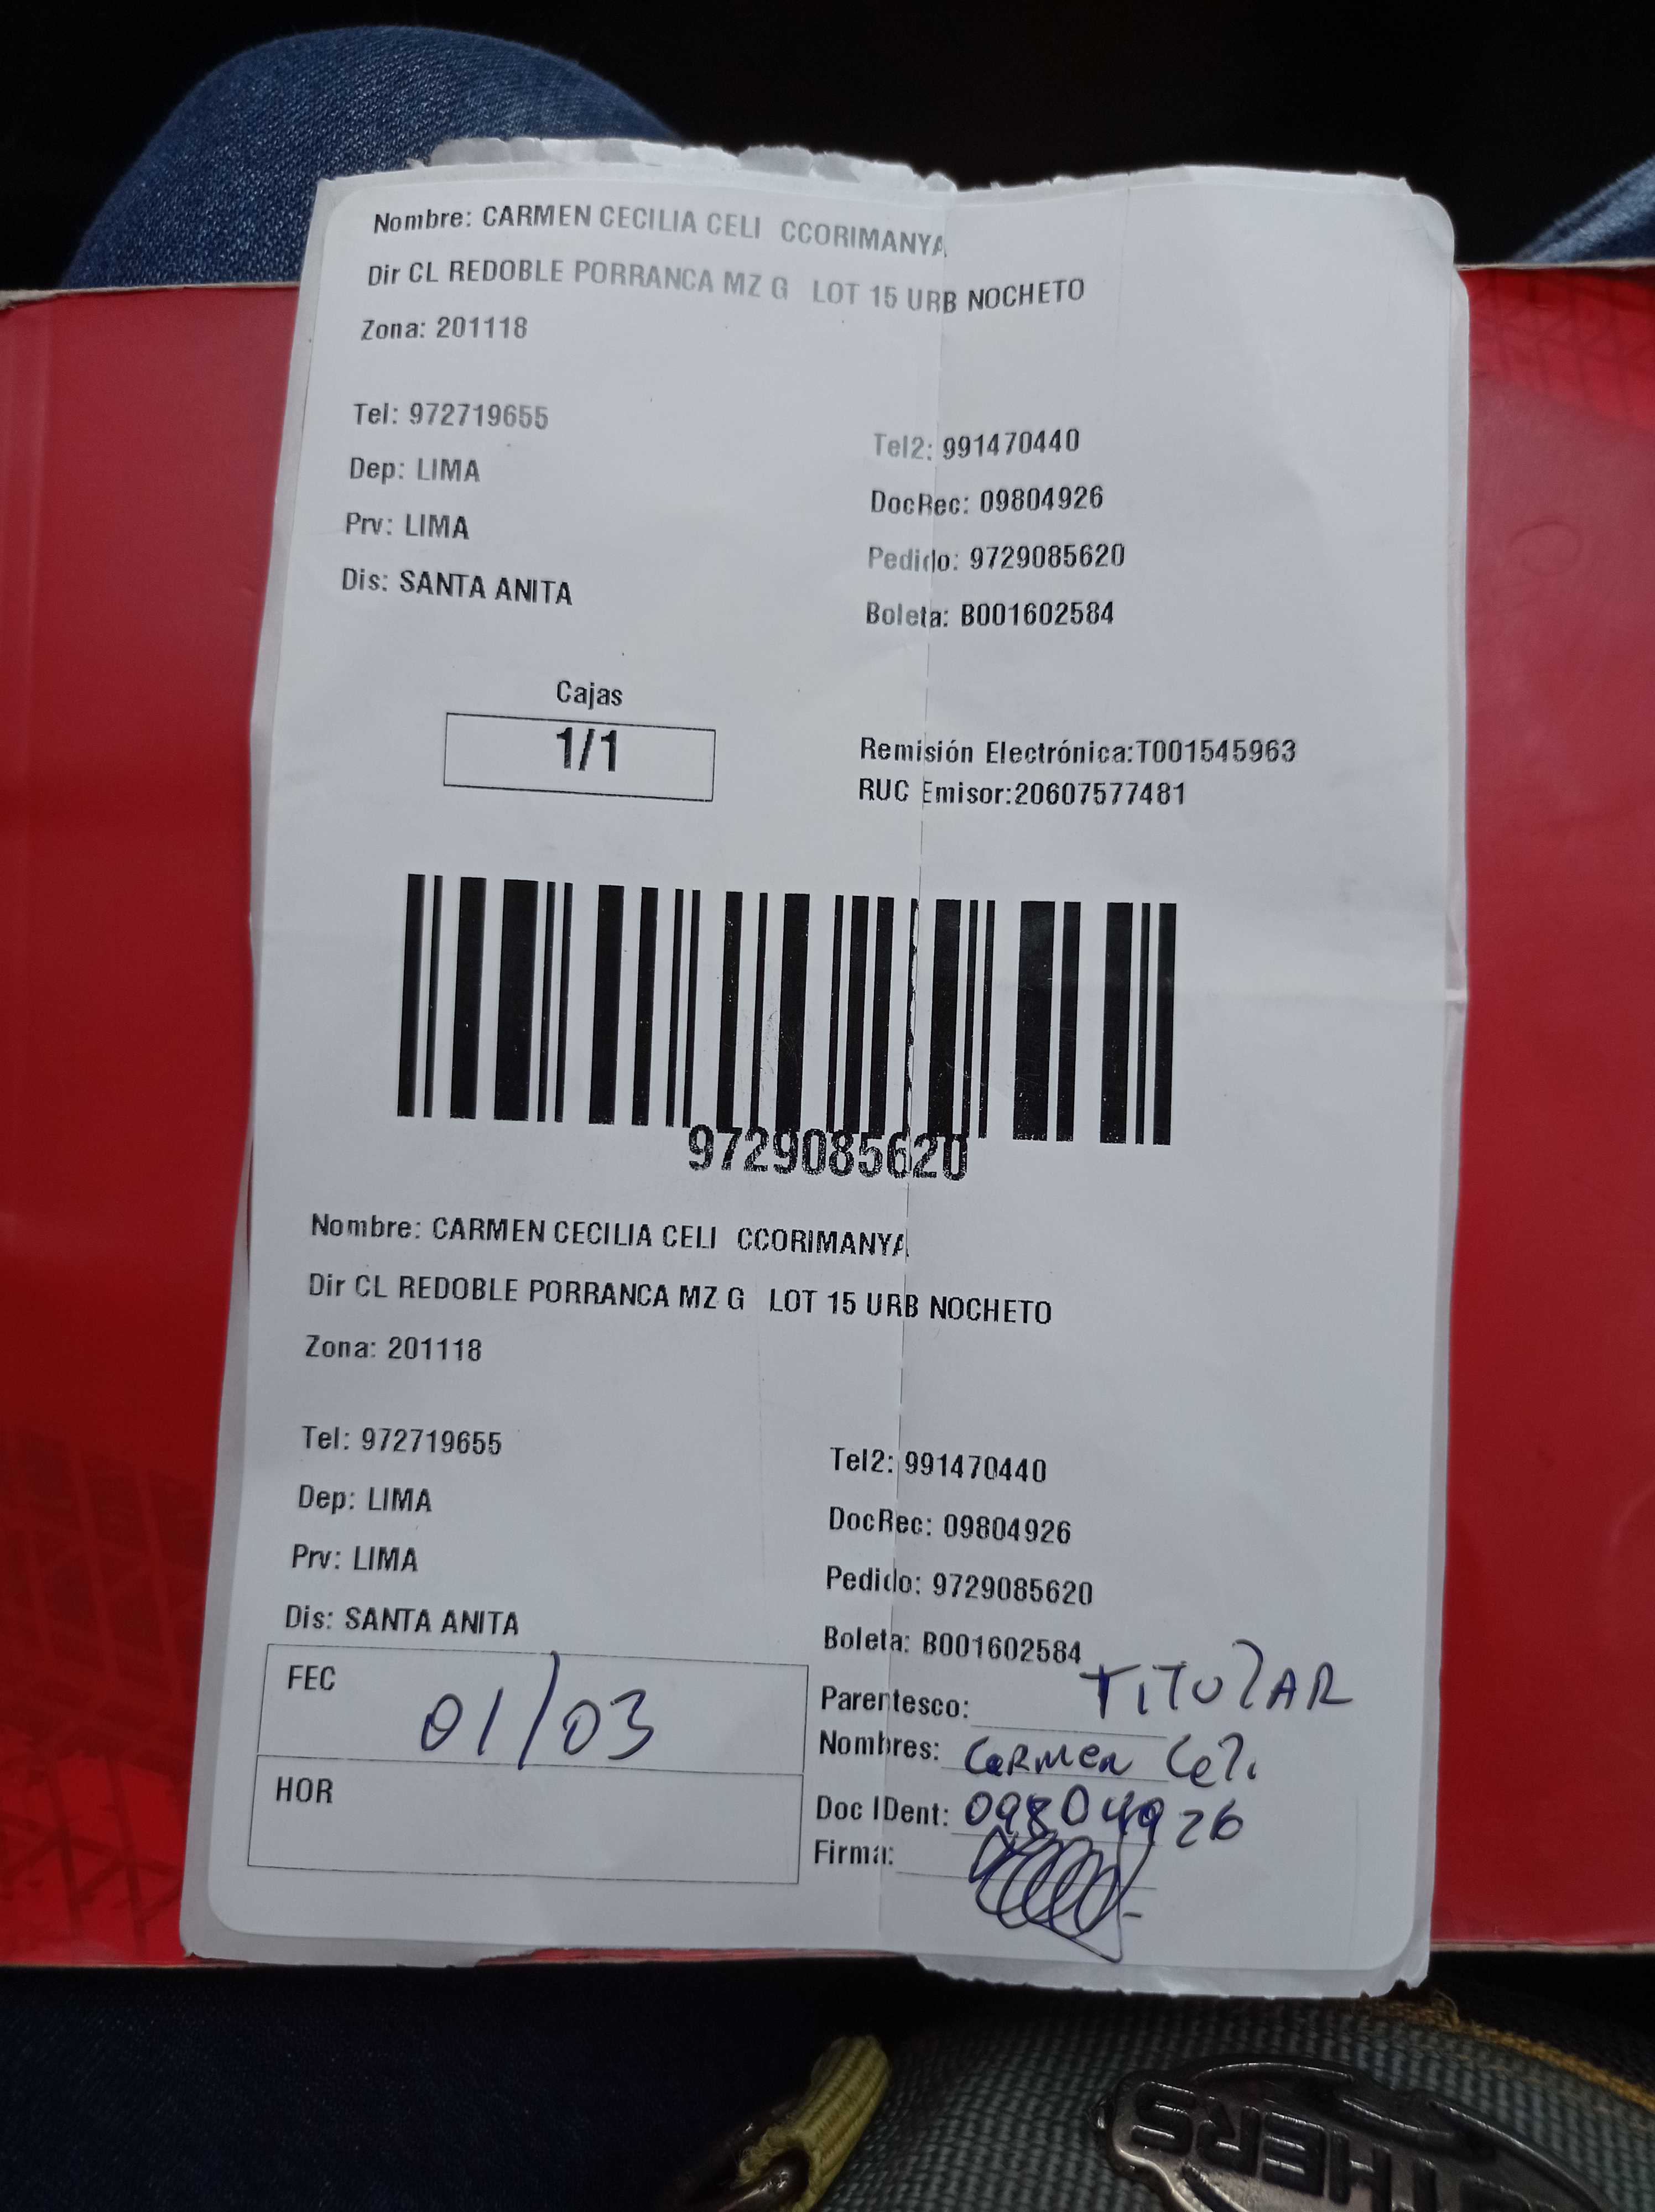 Nombre: CARMEN CECILIA CELI CCORIMANYA
Dir CL REDOBLE PORRANCA MZ G LOT 15 URB NOCHETO
Zona: 201118
Tel: 972719655
Tel2: 991470440
Dep: LIMA
DocRec: 09804926
Prv: LIMA
Pedido: 9729085620
Dis: SANTA ANITA
Boleta: B001602584
Cajas
1/1
Remisión Electrónica:T001545963
RUC Emisor:20607577481
9729085620
Nombre: CARMEN CECILIA CELI CCORIMANYA
Dir CL REDOBLE PORRANCA MZ G LOT 15 URB NOCHETO
Zona: 201118
Tel: 972719655
Tel2: 991470440
Dep: LIMA
DocRec: 09804926
Prv: LIMA
Pedido: 9729085620
Dis: SANTA ANITA
Boleta: B001602584
FEC 01/03
Parentesco: TITULAR
Nombres: Carmen Celi
HOR
Doc IDent: 09804926
Firma: